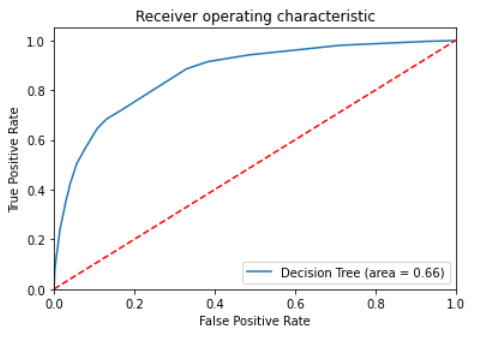 Receiver operating characteristic
True Positive Rate
1.0
0.8
0.6
0.4
0.2
0.0
Decision Tree (area = 0.66)
0.0 0.2 0.4 0.6 0.8 1.0
False Positive Rate